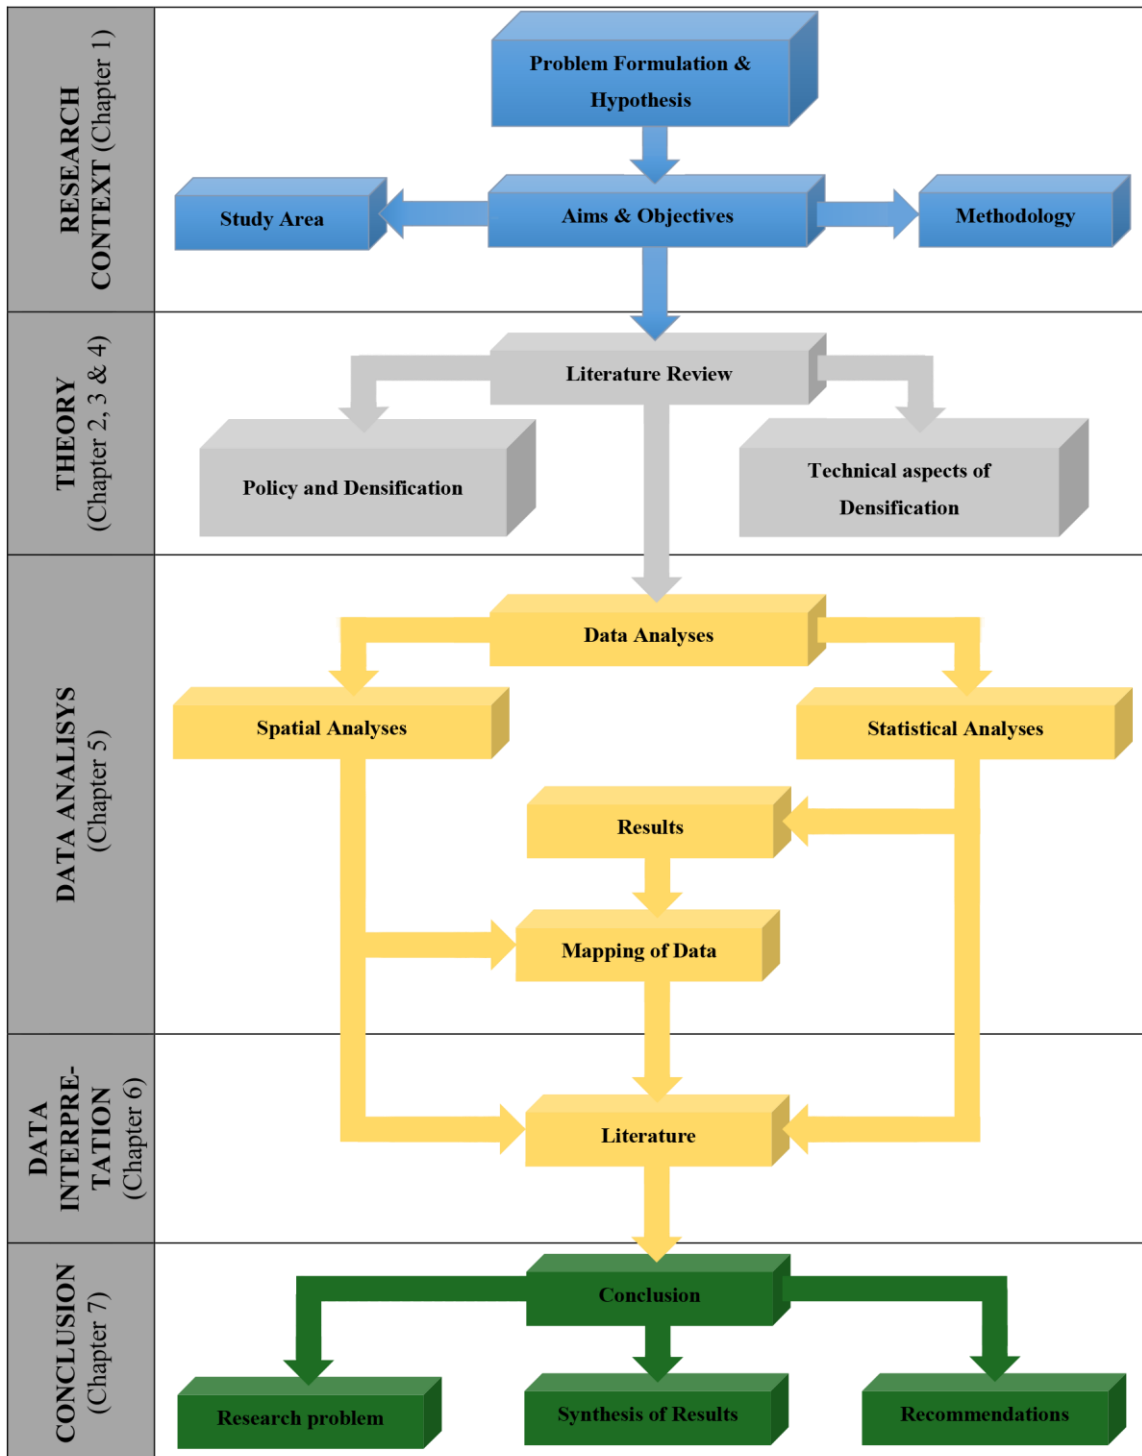 RESEARCH
CONTEXT (Chapter 1)
Problem Formulation &
Hypothesis
Study Area
Aims & Objectives
Methodology
THEORY
(Chapter 2, 3 & 4)
Literature Review
Policy and Densification
Technical aspects of
Densification
DATA ANALISYS
(Chapter 5)
Data Analyses
Spatial Analyses
Statistical Analyses
Results
Mapping of Data
DATA
INTERPRE-
TATION
(Chapter 6)
Literature
CONCLUSION
(Chapter 7)
Conclusion
Research problem
Synthesis of Results
Recommendations